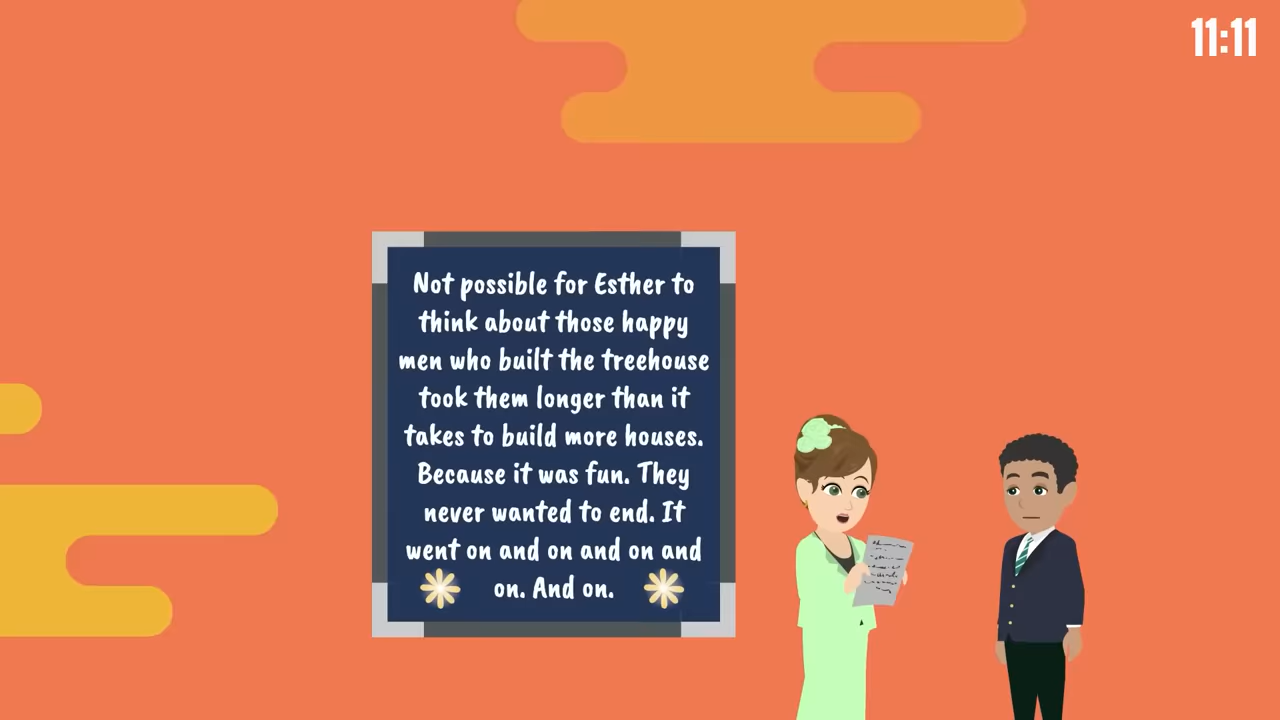 11:11
Not possible for Esther to
think about those happy
men who built the treehouse
took them longer than it
takes to build more houses.
Because it was fun. They
never wanted to end. It
went on and on and on and
on. And on.